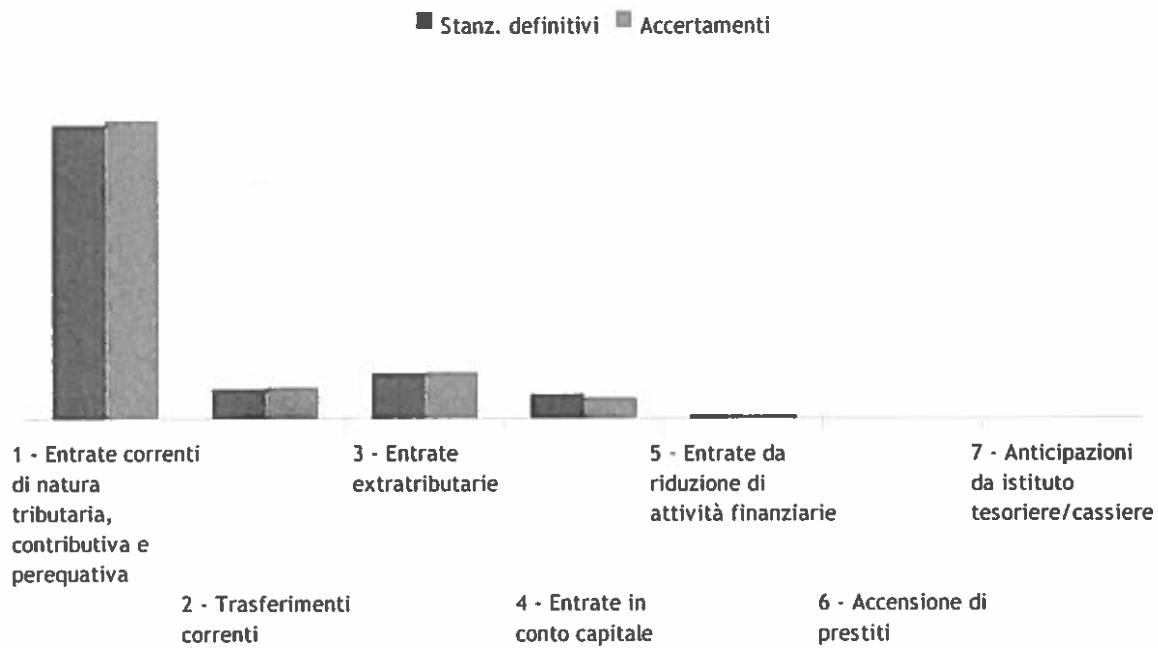 Stanz. definitivi Accertamenti
1 - Entrate correnti
di natura
tributaria,
contributiva e
perequativa
2 - Trasferimenti
correnti
3 - Entrate
extratributarie
4 - Entrate in
conto capitale
5 - Entrate da
riduzione di
attività finanziarie
6 - Accensione di
prestiti
7 - Anticipazioni
da istituto
tesoriere/cassiere